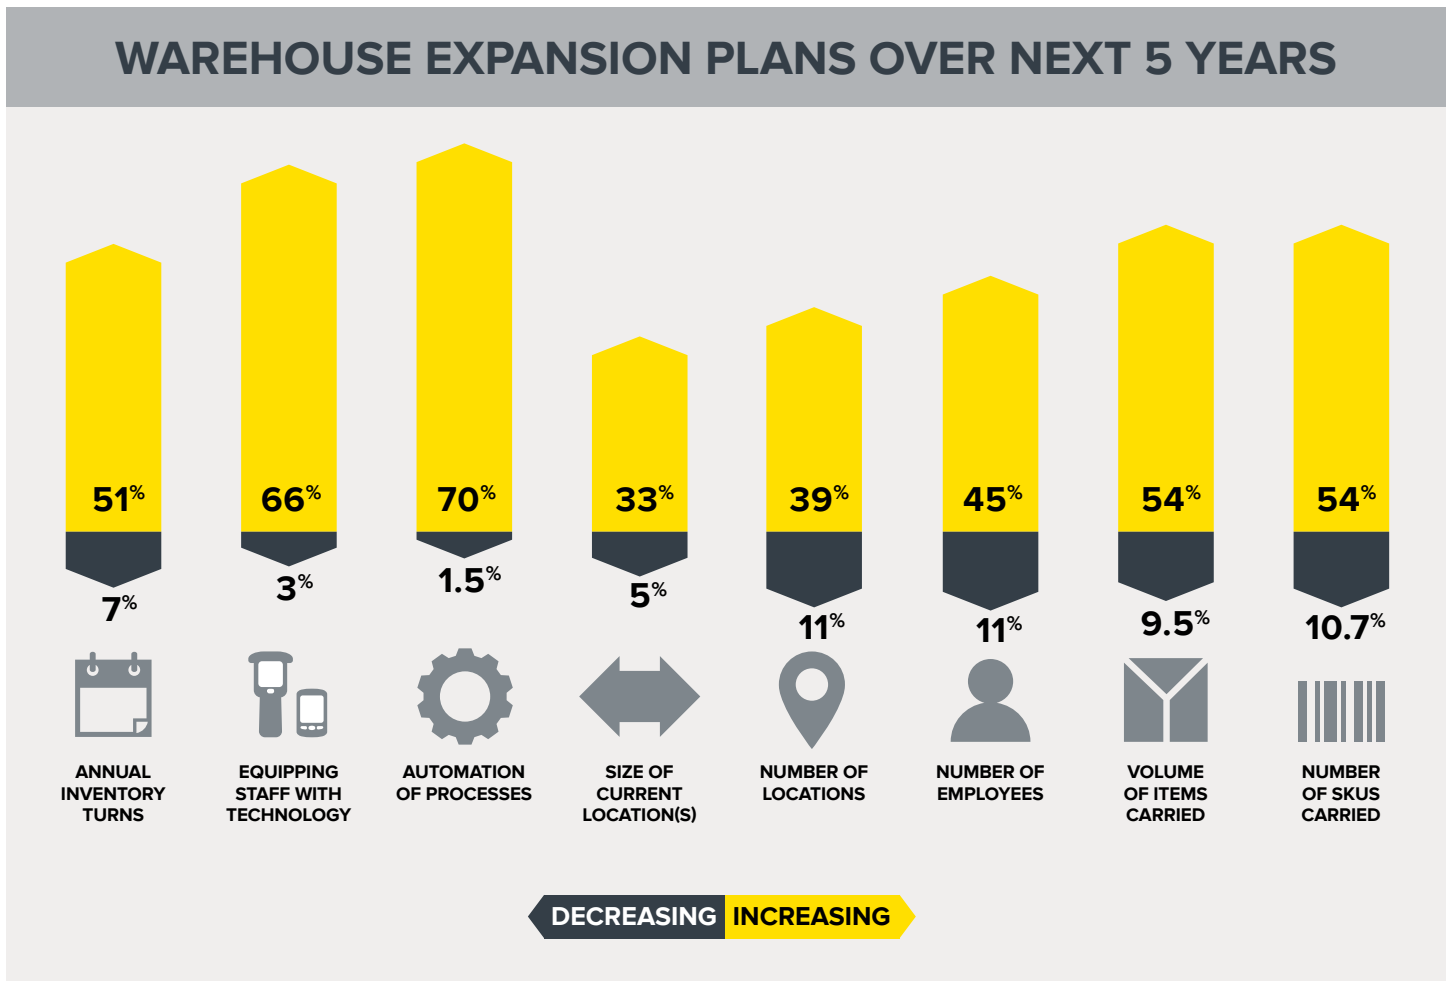 WAREHOUSE EXPANSION PLANS OVER NEXT 5 YEARS
51% 66% 70% 33% 39% 45% 54% 54%
7% 3% 1.5% 5% 11% 11% 9.5% 10.7%
ANNUAL
INVENTORY
TURNS
EQUIPPING
STAFF WITH
TECHNOLOGY
AUTOMATION
OF PROCESSES
SIZE OF
CURRENT
LOCATION(S)
NUMBER OF
LOCATIONS
NUMBER OF
EMPLOYEES
VOLUME
OF ITEMS
CARRIED
NUMBER
OF SKUS
CARRIED
DECREASING INCREASING